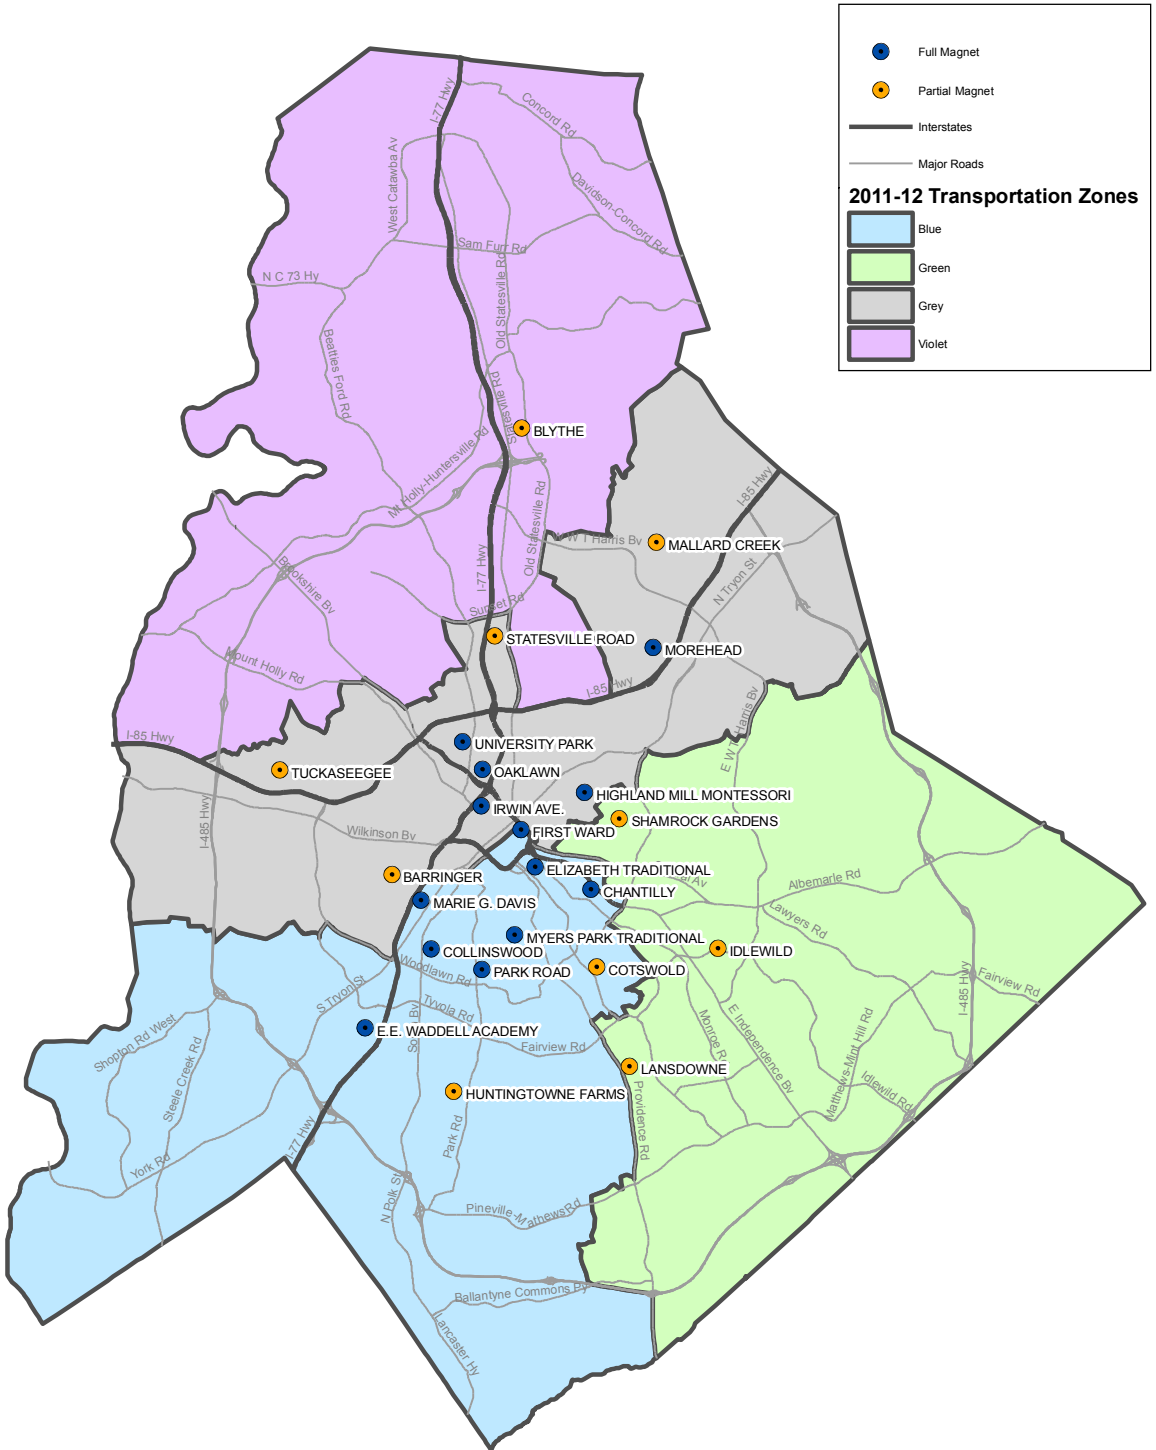 Full Magnet
Partial Magnet
Interstates
Major Roads
2011-12 Transportation Zones
Blue
Green
Grey
Violet
I-77 Hwy
Concord Rd
West Catawba Av
Davidson-Concord Rd
Sam Furr Rd
N C 73 Hy
Old Statesville Rd
Beatties Ford Rd
Statesville Rd
BLYTHE
Mt Holly-Huntersville Rd
I-85 Hwy
Old Statesville Rd
W T Harris Bv
MALLARD CREEK
I-77 Hwy
N Tryon St
Brookshire Bv
Sunset Rd
STATESVILLE ROAD
MOREHEAD
Mount Holly Rd
I-85 Hwy
E W T Harris Bv
I-85 Hwy
UNIVERSITY PARK
TUCKASEEGEE
OAKLAWN
HIGHLAND MILL MONTESSORI
IRWIN AVE.
SHAMROCK GARDENS
I-485 Hwy
Wilkinson Bv
FIRST WARD
ELIZABETH TRADITIONAL
BARRINGER
Av
Albemarle Rd
CHANTILLY
MARIE G. DAVIS
Lawyers Rd
MYERS PARK TRADITIONAL
COLLINSWOOD
IDLEWILD
Woodlawn Rd
PARK ROAD
COTSWOLD
I-485 Hwy
Fairview Rd
S Tryon St
Tyvola Rd
E.E. WADDELL ACADEMY
Shopton Rd West
Fairview Rd
Monroe Rd
E Independence Bv
Matthews-Mint Hill Rd
Steele Creek Rd
LANSDOWNE
HUNTINGTOWNE FARMS
Idlewild Rd
Providence Rd
I-77 Hwy
Park Rd
York Rd
N Polk St
Pineville-Mathews Rd
Ballantyne Commons Py
Lancaster Hy